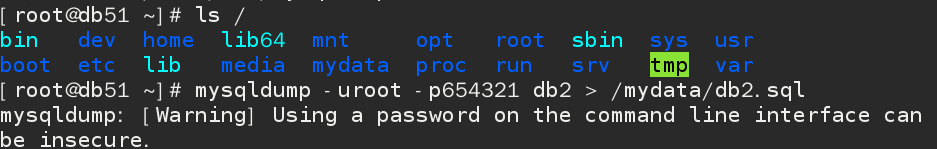 [root@db51 ~]# ls /
bin dev home lib64 mnt opt root sbin sys usr
boot etc lib media mydata proc run srv tmp var
[root@db51 ~]# mysqldump -uroot -p654321 db2 > /mydata/db2.sql
mysqldump: [Warning] Using a password on the command line interface can
be insecure.